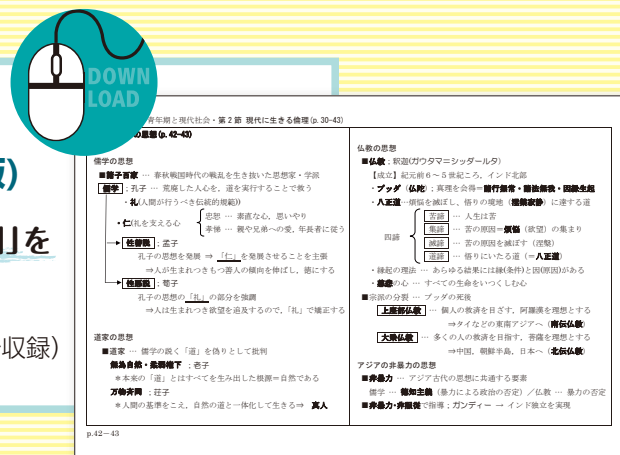 DOWN
LOAD
版)
』を
収録)
青年期と現代社会・第2節 現代に生きる倫理(p. 30-43)
の思想(p. 42-43)
儒学の思想
■諸子百家 … 春秋戦国時代の戦乱を生き抜いた思想家・学派
儒学：孔子 … 荒廃した人心を，道を実行することで救う
・礼(人間が行うべき伝統的規範))
・仁(礼を支える心
忠恕 … 素直な心，思いやり
孝悌 … 親や兄弟への愛，年長者に従う
性善説：孟子
孔子の思想を発展 ⇒ 「仁」を発展させることを主張
⇒人が生まれつきもつ善人の傾向を伸ばし，徳にする
性悪説：荀子
孔子の思想の「礼」の部分を強調
⇒人は生まれつき欲望を追及するので，「礼」で矯正する
道家の思想
■道家 … 儒学の説く「道」を偽りとして批判
無為自然・柔弱謙下：老子
＊本来の「道」とはすべてを生み出した根源＝自然である
万物斉同：荘子
＊人間の基準をこえ，自然の道と一体化して生きる⇒ 真人
p.42－43
仏教の思想
■仏教：釈迦(ガウタマ＝シッダールタ)
【成立】紀元前6～5世紀ころ，インド北部
・ブッダ(仏陀)；真理を会得＝諸行無常・諸法無我・因縁生起
・八正道…煩悩を滅ぼし，悟りの境地（涅槃寂静）に達する道
四諦
苦諦 … 人生は苦
集諦 … 苦の原因＝煩悩（欲望）の集まり
滅諦 … 苦の原因を滅ぼす（涅槃）
道諦 … 悟りにいたる道（＝八正道）
・縁起の理法 … あらゆる結果には縁(条件)と因(原因)がある
・慈悲の心 … すべての生命をいつくしむ心
■宗派の分裂 … ブッダの死後
上座部仏教 … 個人の救済を目ざす，阿羅漢を理想とする
⇒タイなどの東南アジアへ（南伝仏教）
大乗仏教 … 多くの人の救済を目指す，菩薩を理想とする
⇒中国，朝鮮半島，日本へ（北伝仏教）
アジアの非暴力の思想
■非暴力 … アジア古代の思想に共通する要素
儒学 … 徳知主義（暴力による政治の否定）／仏教 … 暴力の否定
■非暴力・非服従で指導；ガンディー → インド独立を実現